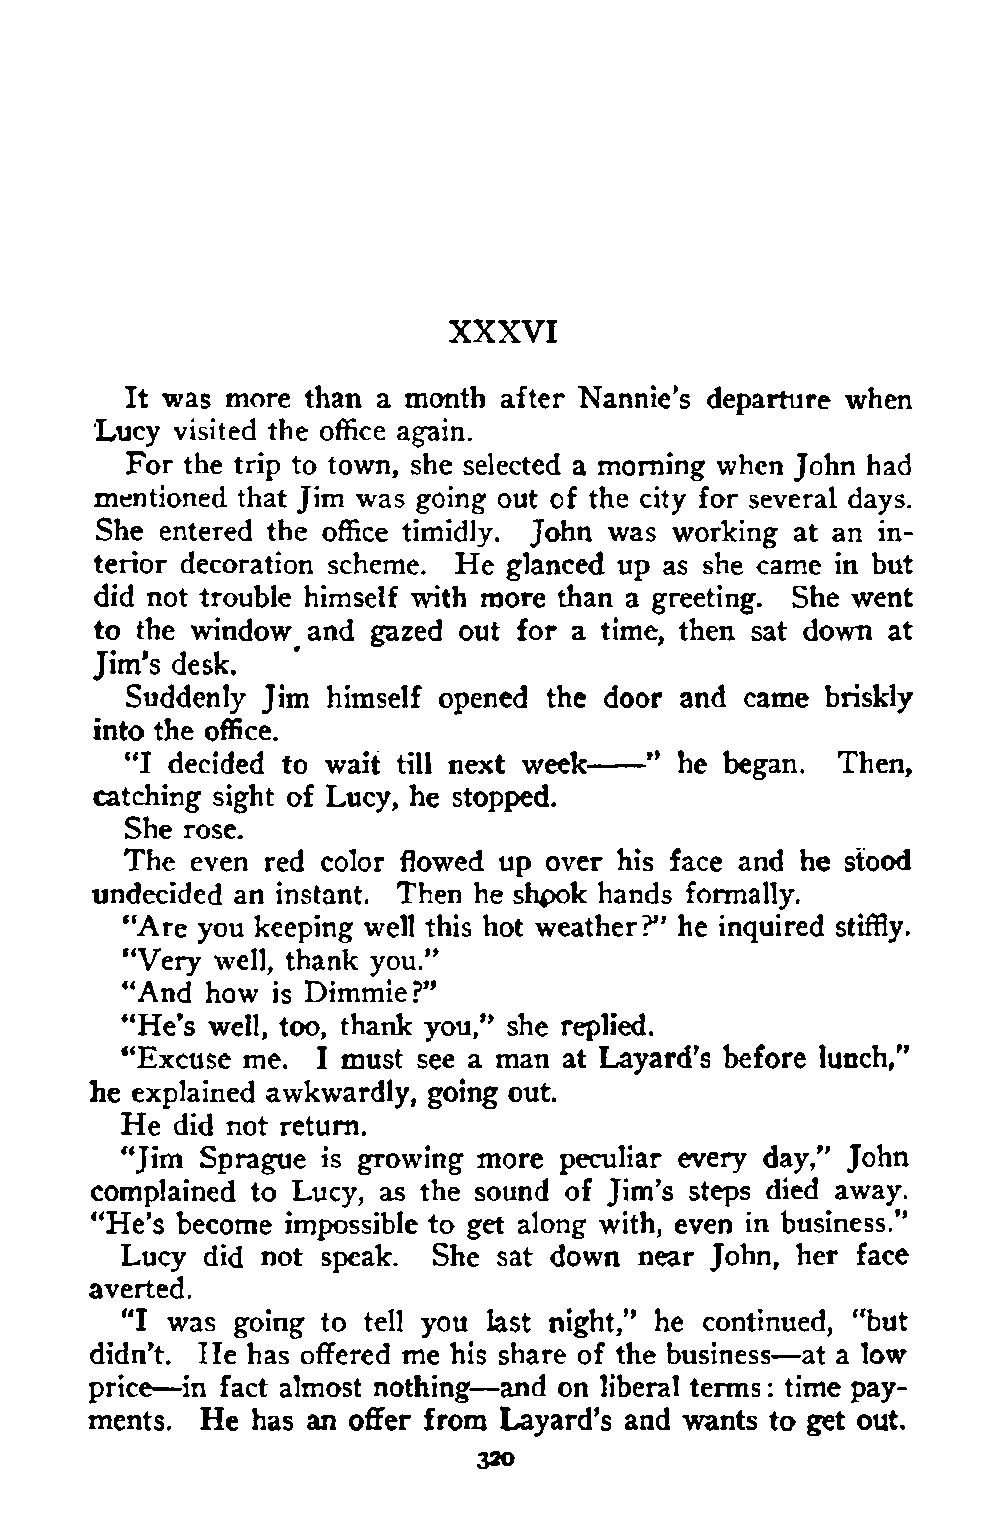 XXXVI
It was more than a month after Nannie's departure when
Lucy visited the office again.
For the trip to town, she selected a morning when John had
mentioned that Jim was going out of the city for several days.
She entered the office timidly. John was working at an in-
terior decoration scheme. He glanced up as she came in but
did not trouble himself with more than a greeting. She went
to the window and gazed out for a time, then sat down at
Jim's desk.
Suddenly Jim himself opened the door and came briskly
into the office.
"I decided to wait till next week——" he began. Then,
catching sight of Lucy, he stopped.
She rose.
The even red color flowed up over his face and he stood
undecided an instant. Then he shook hands formally.
"Are you keeping well this hot weather?" he inquired stiffly.
"Very well, thank you."
"And how is Dimmie?"
"He's well, too, thank you," she replied.
"Excuse me. I must see a man at Layard's before lunch,"
he explained awkwardly, going out.
He did not return.
"Jim Sprague is growing more peculiar every day," John
complained to Lucy, as the sound of Jim's steps died away.
"He's become impossible to get along with, even in business."
Lucy did not speak. She sat down near John, her face
averted.
"I was going to tell you last night," he continued, "but
didn't. He has offered me his share of the business—at a low
price—in fact almost nothing—and on liberal terms: time pay-
ments. He has an offer from Layard's and wants to get out.
320